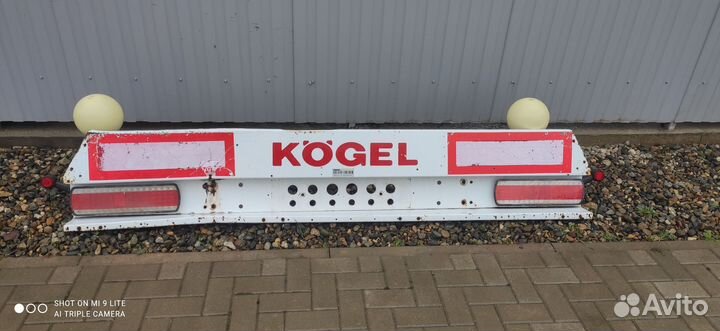 KÖGEL
SHOT ON MI 9 LITE
AI TRIPLE CAMERA
Avito